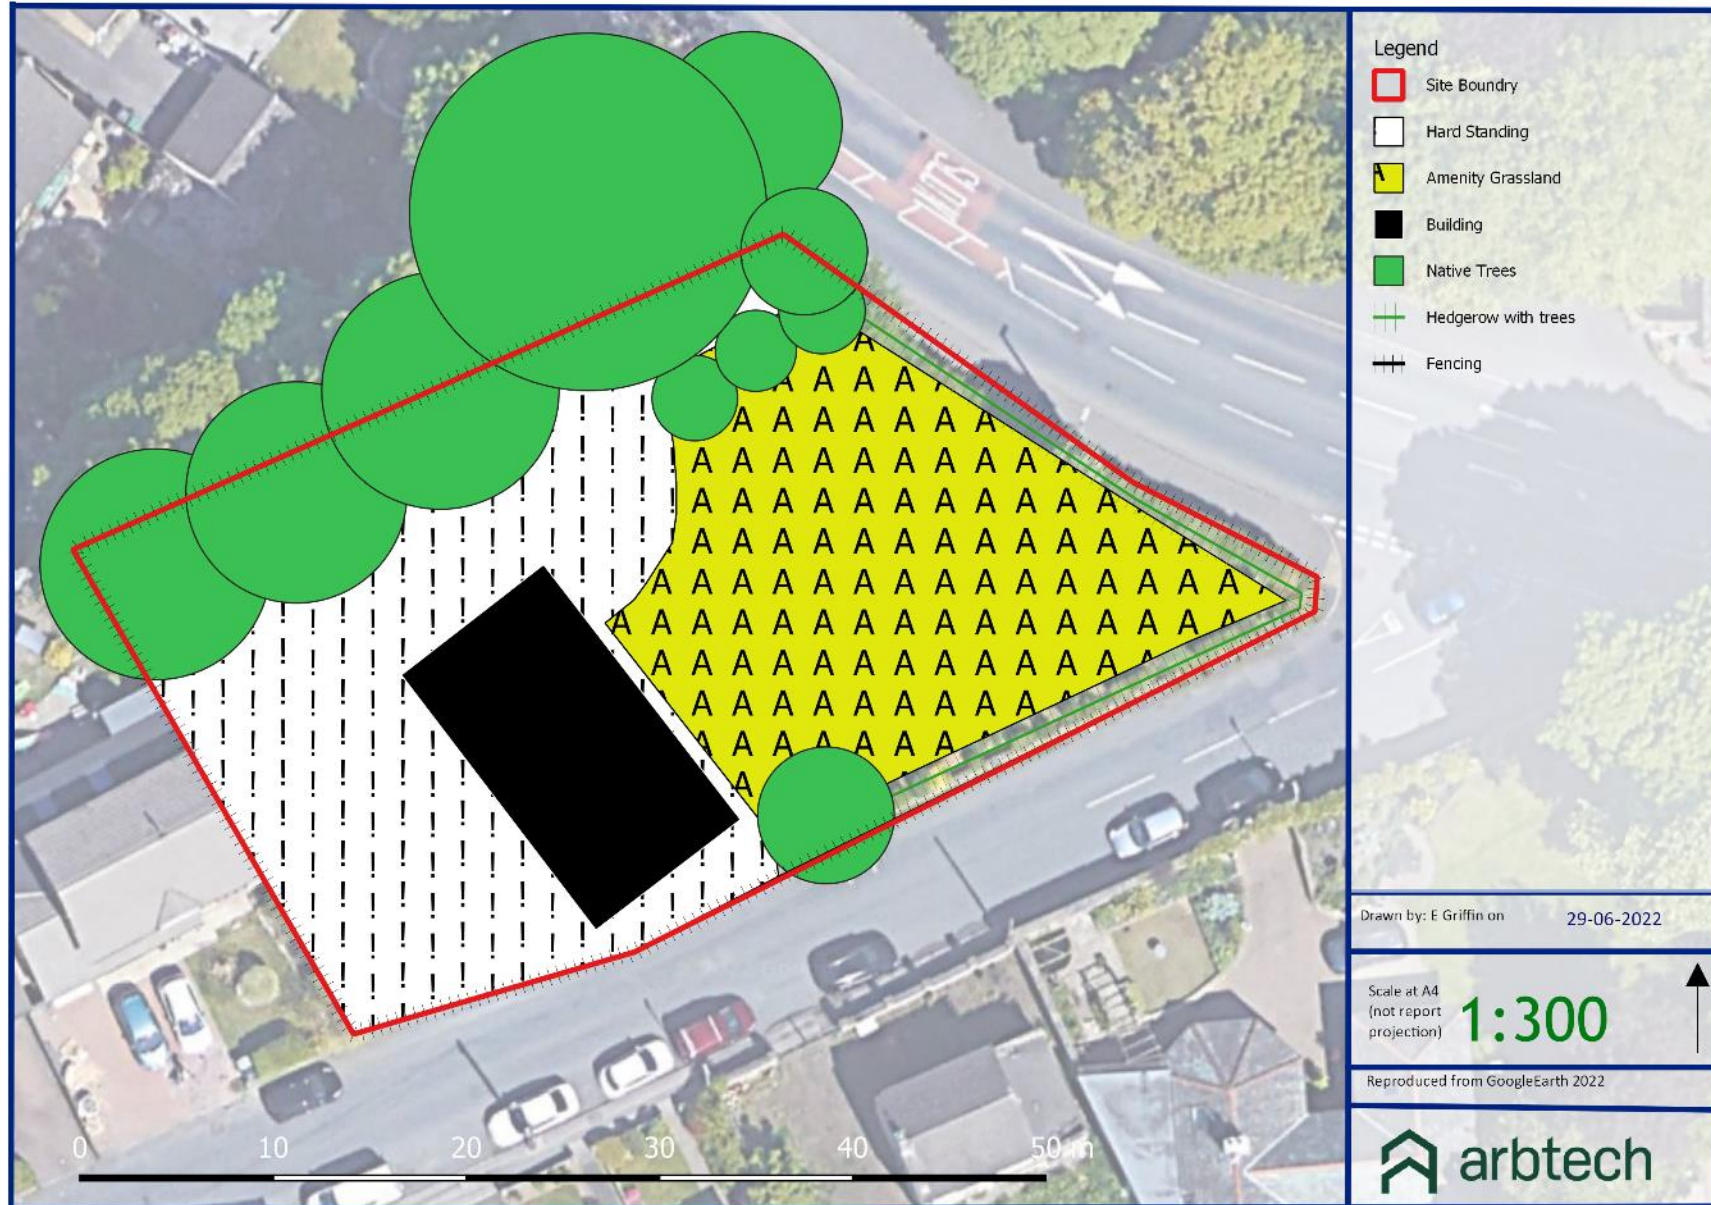 Legend
Site Boundry
Hard Standing
Amenity Grassland
Building
Native Trees
Hedgerow with trees
Fencing
Drawn by: E Griffin on 29-06-2022
Scale at A4
(not report
projection)
1:300
Reproduced from GoogleEarth 2022
arbtech
0 10 20 30 40 50 m